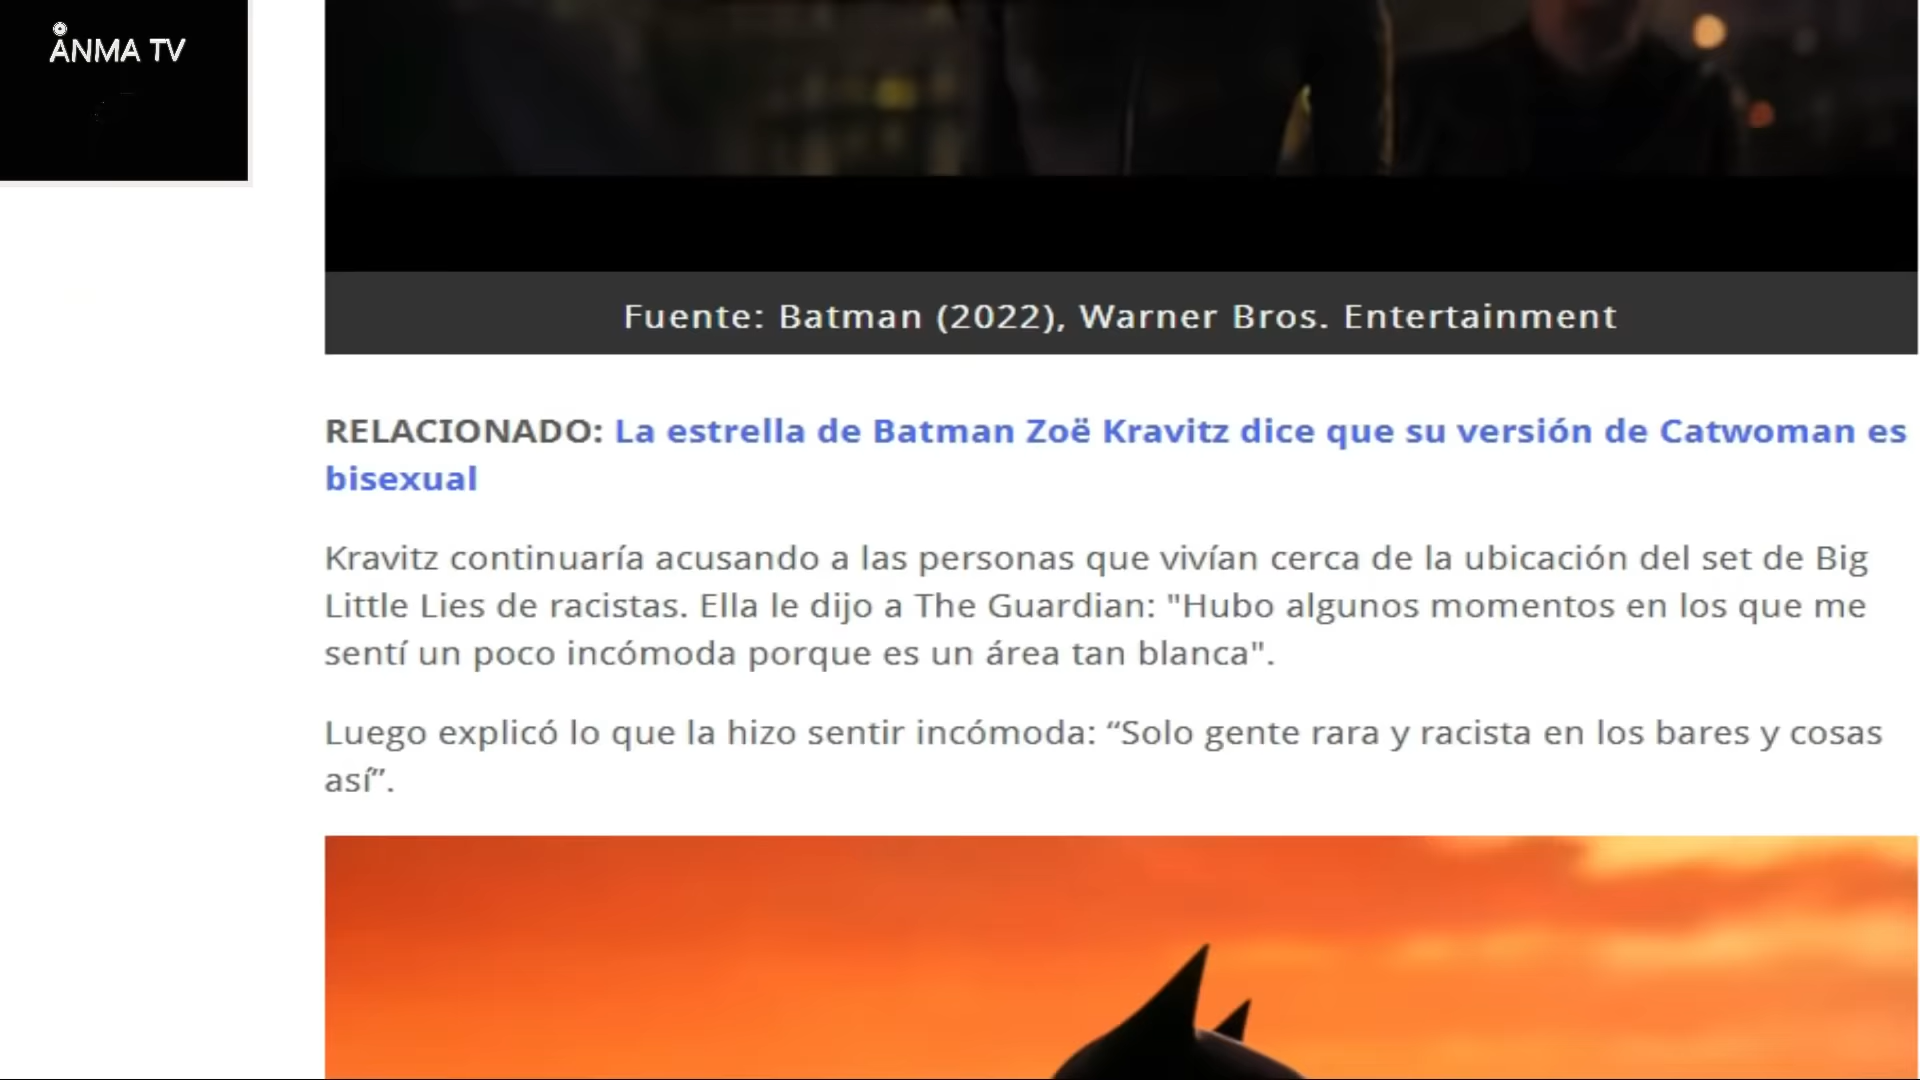 ÅNMA TV
Fuente: Batman (2022), Warner Bros. Entertainment
RELACIONADO: La estrella de Batman Zoë Kravitz dice que su versión de Catwoman es
bisexual
Kravitz continuaría acusando a las personas que vivían cerca de la ubicación del set de Big
Little Lies de racistas. Ella le dijo a The Guardian: "Hubo algunos momentos en los que me
sentí un poco incómoda porque es un área tan blanca".
Luego explicó lo que la hizo sentir incómoda: “Solo gente rara y racista en los bares y cosas
así”.